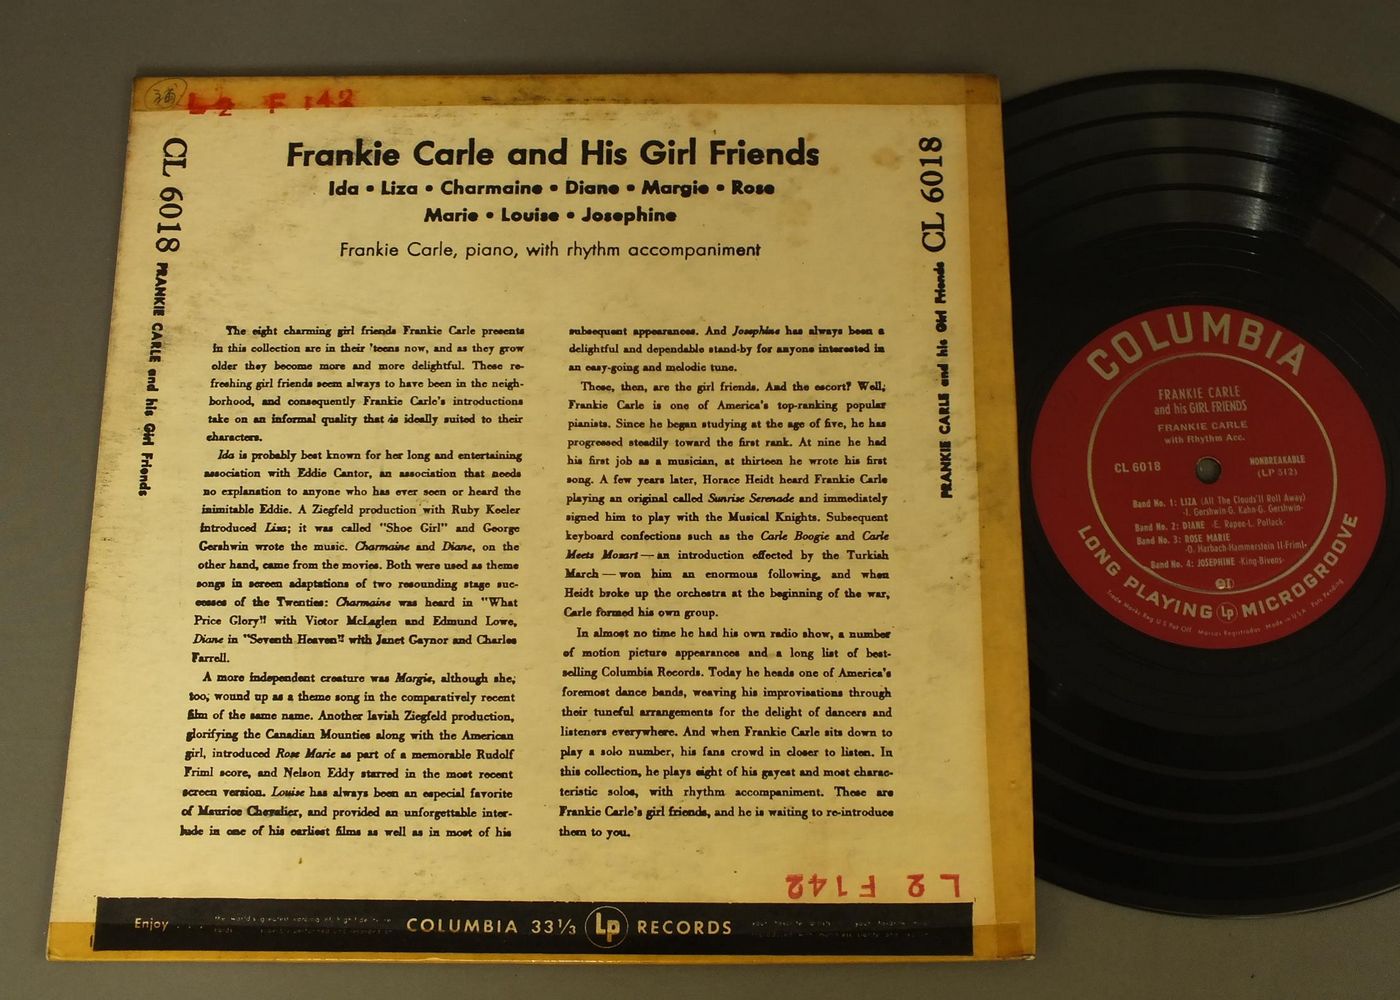 L2 F 142
CL 6018 FRANKIE CARLE and his Girl Friends
Frankie Carle and His Girl Friends
Ida • Liza • Charmaine • Diane • Margie • Rose
Marie • Louise • Josephine
Frankie Carle, piano, with rhythm accompaniment
The eight charming girl friends Frankie Carle presents
in this collection are in their 'teens now, and as they grow
older they become more and more delightful. These re-
freshing girl friends seem always to have been in the neigh-
borhood, and consequently Frankie Carle's introductions
take on an informal quality that is ideally suited to their
characters.
Ida is probably best known for her long and entertaining
association with Eddie Cantor, an association that needs
no explanation to anyone who has ever seen or heard the
inimitable Eddie. A Ziegfeld production with Ruby Keeler
introduced Liza; it was called "Shoe Girl" and George
Gershwin wrote the music. Charmaine and Diane, on the
other hand, came from the movies. Both were used as theme
songs in screen adaptations of two resounding stage suc-
cesses of the Twenties: Charmaine was heard in "What
Price Glory" with Victor McLaglen and Edmund Lowe,
Diane in "Seventh Heaven" with Janet Gaynor and Charles
Farrell.
A more independent creature was Margie, although she,
too, wound up as a theme song in the comparatively recent
film of the same name. Another lavish Ziegfeld production,
glorifying the Canadian Mounties along with the American
girl, introduced Rose Marie as part of a memorable Rudolf
Friml score, and Nelson Eddy starred in the most recent
screen version. Louise has always been an especial favorite
of Maurice Chevalier, and provided an unforgettable inter-
lude in one of his earliest films as well as in most of his
subsequent appearances. And Josephine has always been a
delightful and dependable stand-by for anyone interested in
an easy-going and melodic tune.
These, then, are the girl friends. And the escort? Well,
Frankie Carle is one of America's top-ranking popular
pianists. Since he began studying at the age of five, he has
progressed steadily toward the first rank. At nine he had
his first job as a musician, at thirteen he wrote his first
song. A few years later, Horace Heidt heard Frankie Carle
playing an original called Sunrise Serenade and immediately
signed him to play with the Musical Knights. Subsequent
keyboard confections such as the Carle Boogie and Carle
Meets Mozart — an introduction effected by the Turkish
March — won him an enormous following, and when
Heidt broke up the orchestra at the beginning of the war,
Carle formed his own group.
In almost no time he had his own radio show, a number
of motion picture appearances and a long list of best-
selling Columbia Records. Today he heads one of America's
foremost dance bands, weaving his improvisations through
their tuneful arrangements for the delight of dancers and
listeners everywhere. And when Frankie Carle sits down to
play a solo number, his fans crowd in closer to listen. In
this collection, he plays eight of his gayest and most charac-
teristic solos, with rhythm accompaniment. These are
Frankie Carle's girl friends, and he is waiting to re-introduce
them to you.
FRANKIE CARLE and his Girl Friends CL 6018
L2 F142
Enjoy . . . .
COLUMBIA 33 1/3 Lp RECORDS
COLUMBIA
FRANKIE CARLE
and his GIRL FRIENDS
FRANKIE CARLE
with Rhythm Acc.
CL 6018
NONBREAKABLE
(LP 512)
Band No. 1: LIZA (All The Clouds'll Roll Away)
-I. Gershwin-G. Kahn-G. Gershwin-
Band No. 2: DIANE -E. Rapee-L. Pollack-
Band No. 3: ROSE MARIE
-O. Harbach-Hammerstein II-Friml-
Band No. 4: JOSEPHINE -King-Bivens-
LONG PLAYING Lp MICROGROOVE
Trade Marks Reg U S Pat Off Marcas Registradas Made in U S A Pats Pending